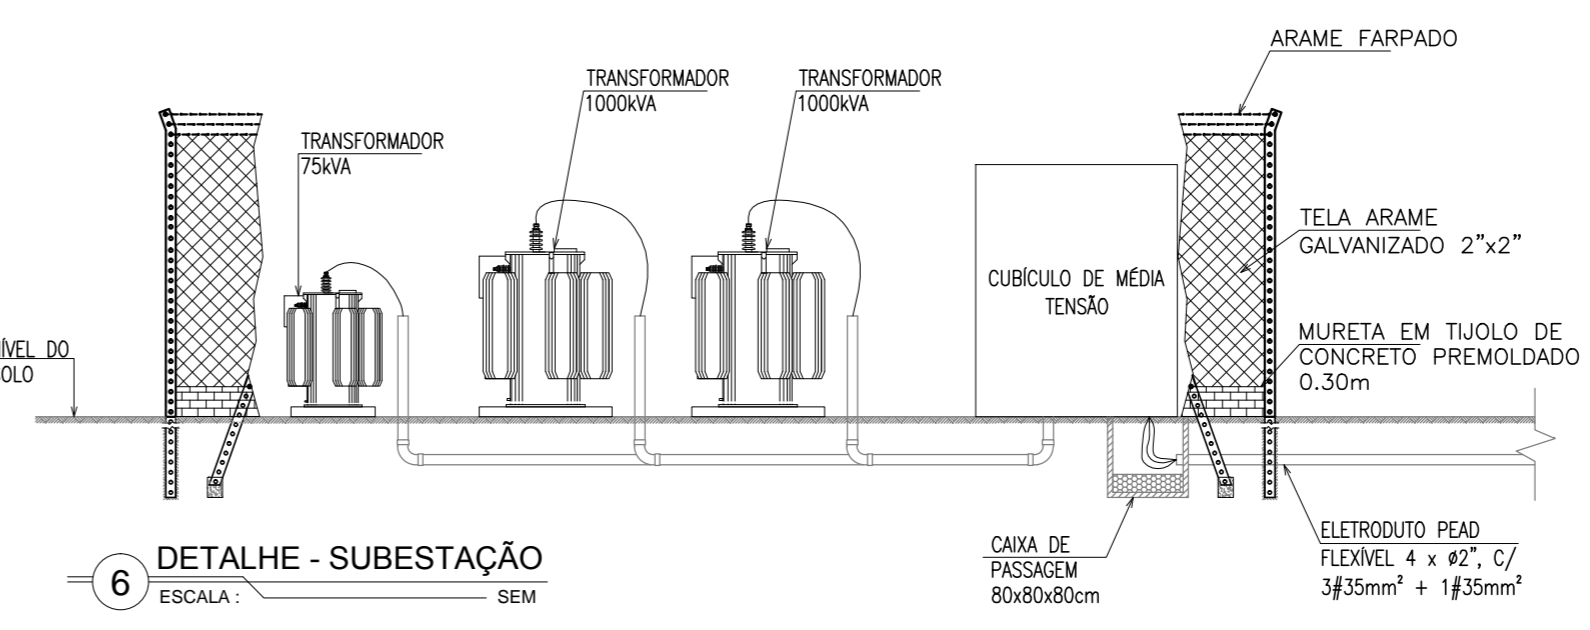 ARAME FARPADO
TRANSFORMADOR
1000kVA
TRANSFORMADOR
1000kVA
TRANSFORMADOR
75kVA
TELA ARAME
GALVANIZADO 2"x2"
CUBÍCULO DE MÉDIA
TENSÃO
MURETA EM TIJOLO DE
CONCRETO PREMOLDADO
0.30m
ÍVEL DO
OLO
CAIXA DE
PASSAGEM
80x80x80cm
ELETRODUTO PEAD
FLEXÍVEL 4 x ø2", C/
3#35mm² + 1#35mm²
6
DETALHE - SUBESTAÇÃO
ESCALA : SEM